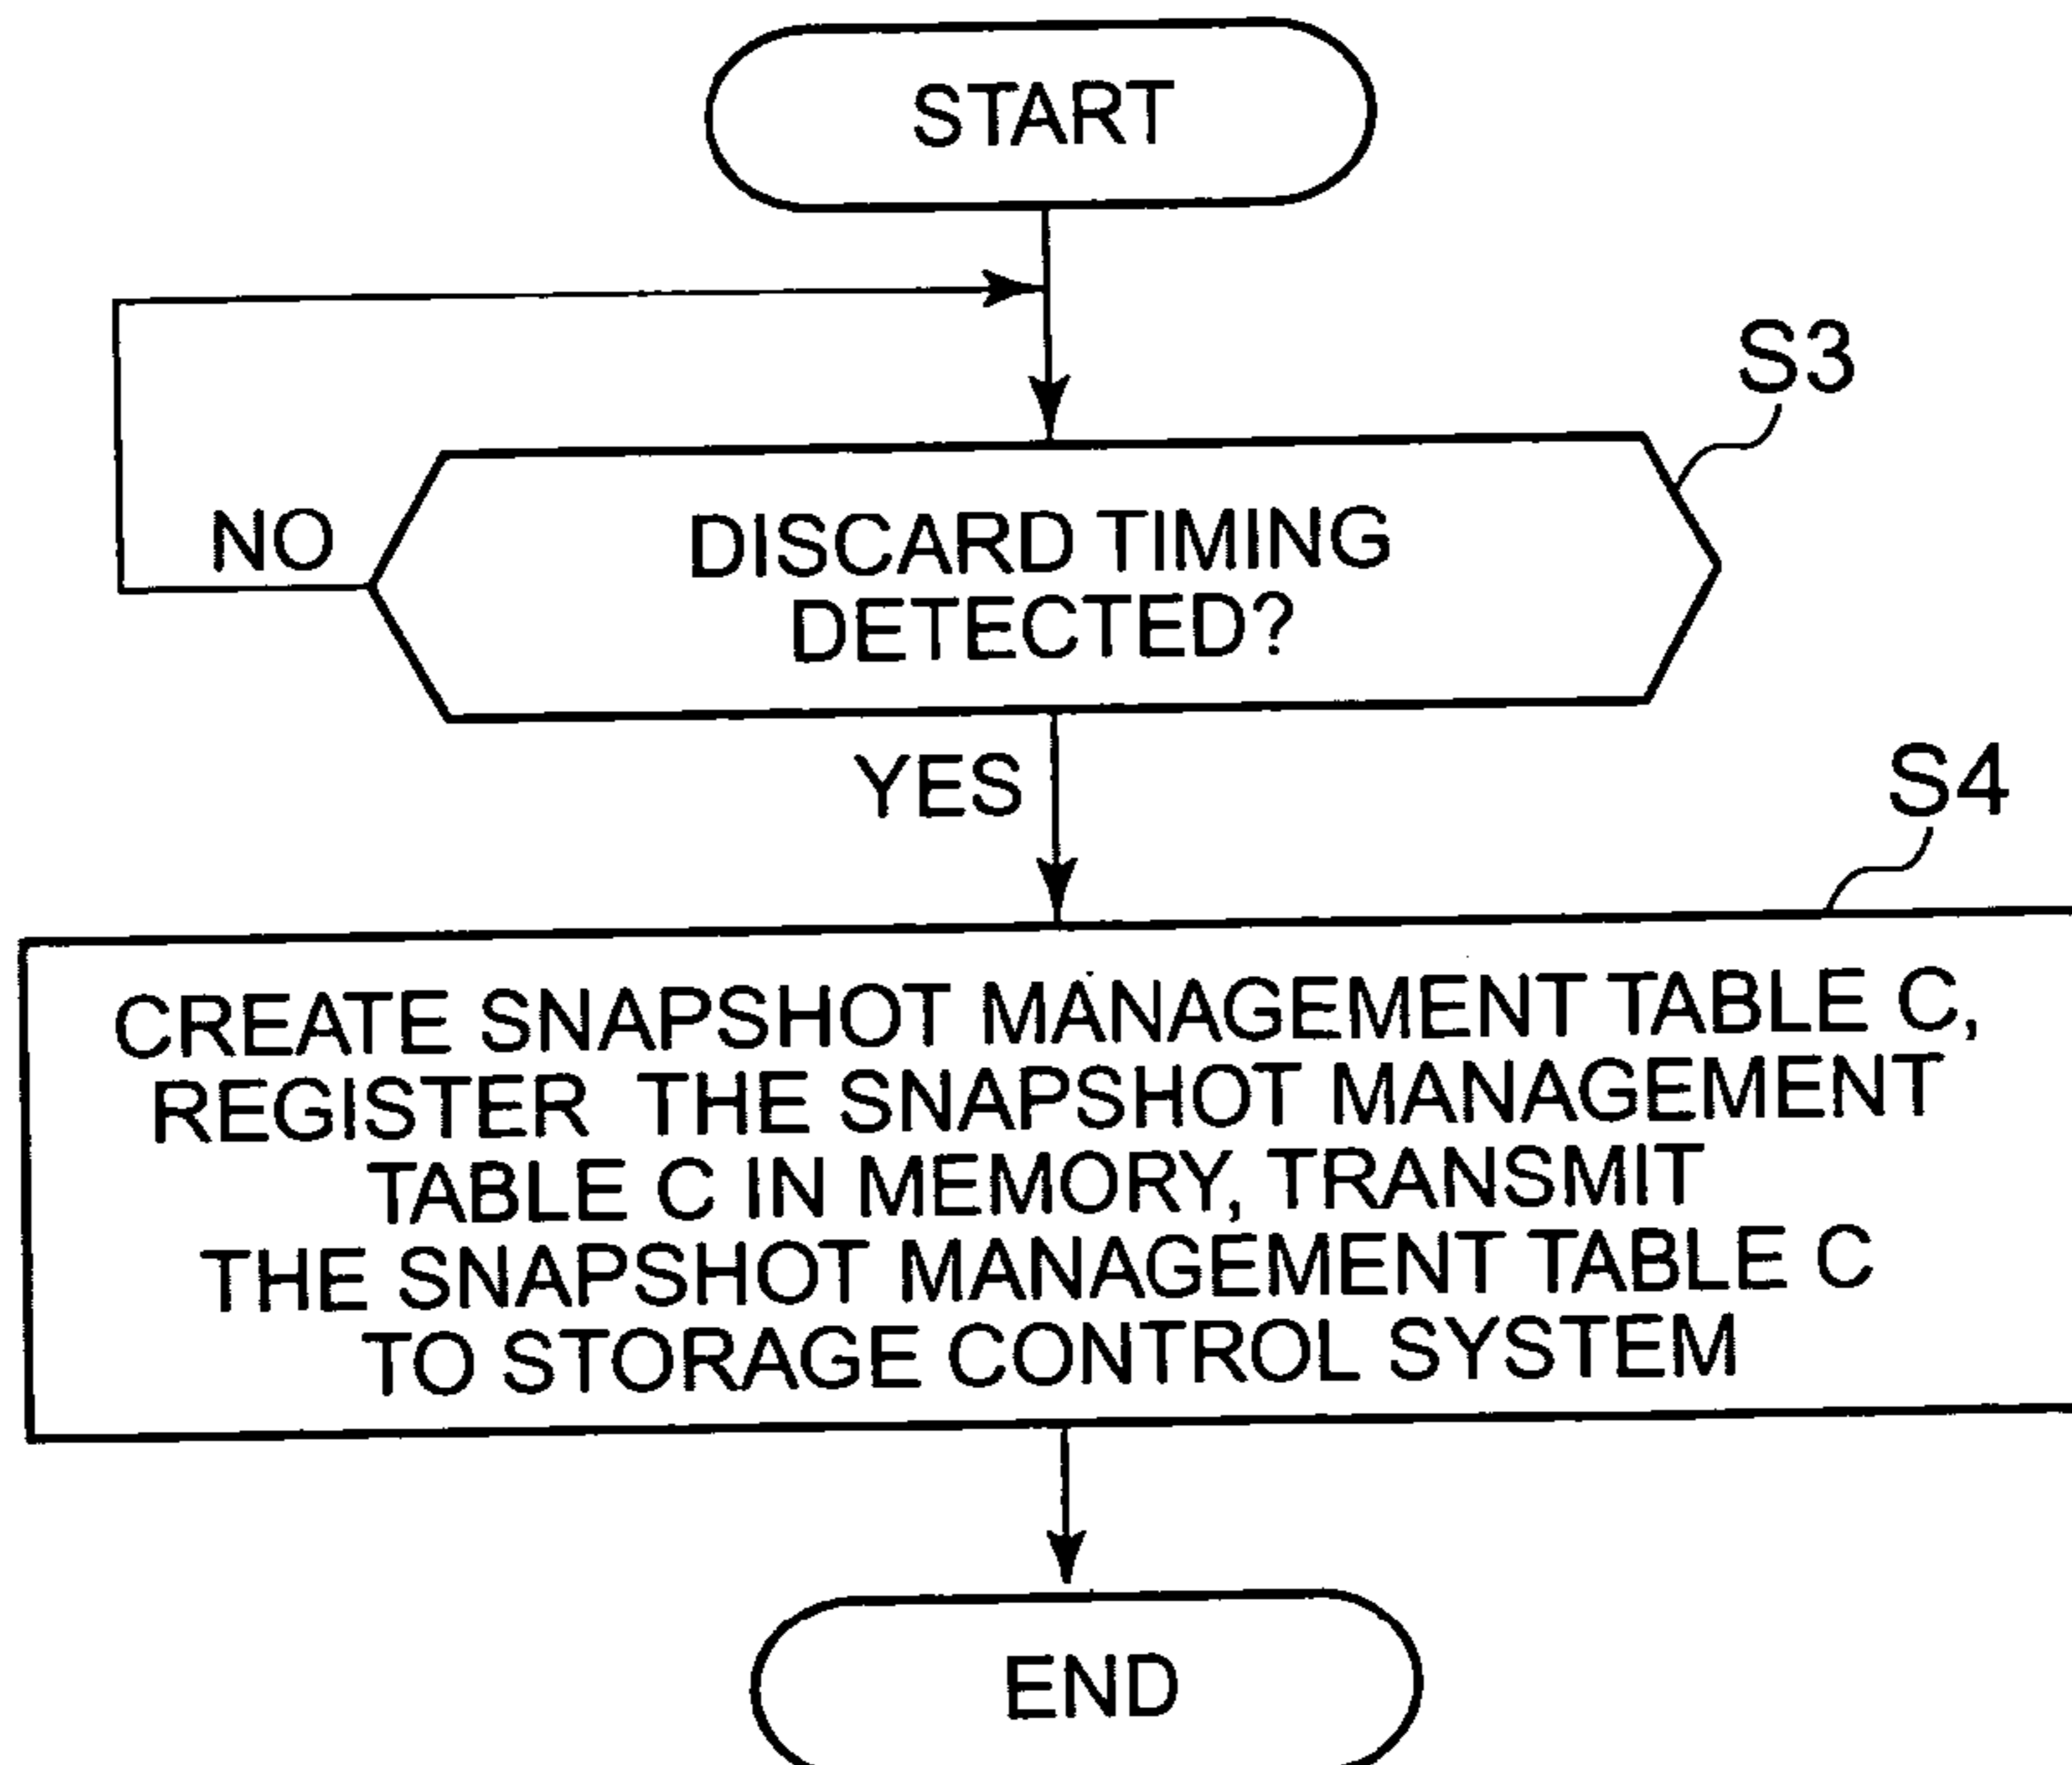 START
S3
NO
DISCARD TIMING
DETECTED?
YES
S4
CREATE SNAPSHOT MANAGEMENT TABLE C,
REGISTER THE SNAPSHOT MANAGEMENT
TABLE C IN MEMORY, TRANSMIT
THE SNAPSHOT MANAGEMENT TABLE C
TO STORAGE CONTROL SYSTEM
END